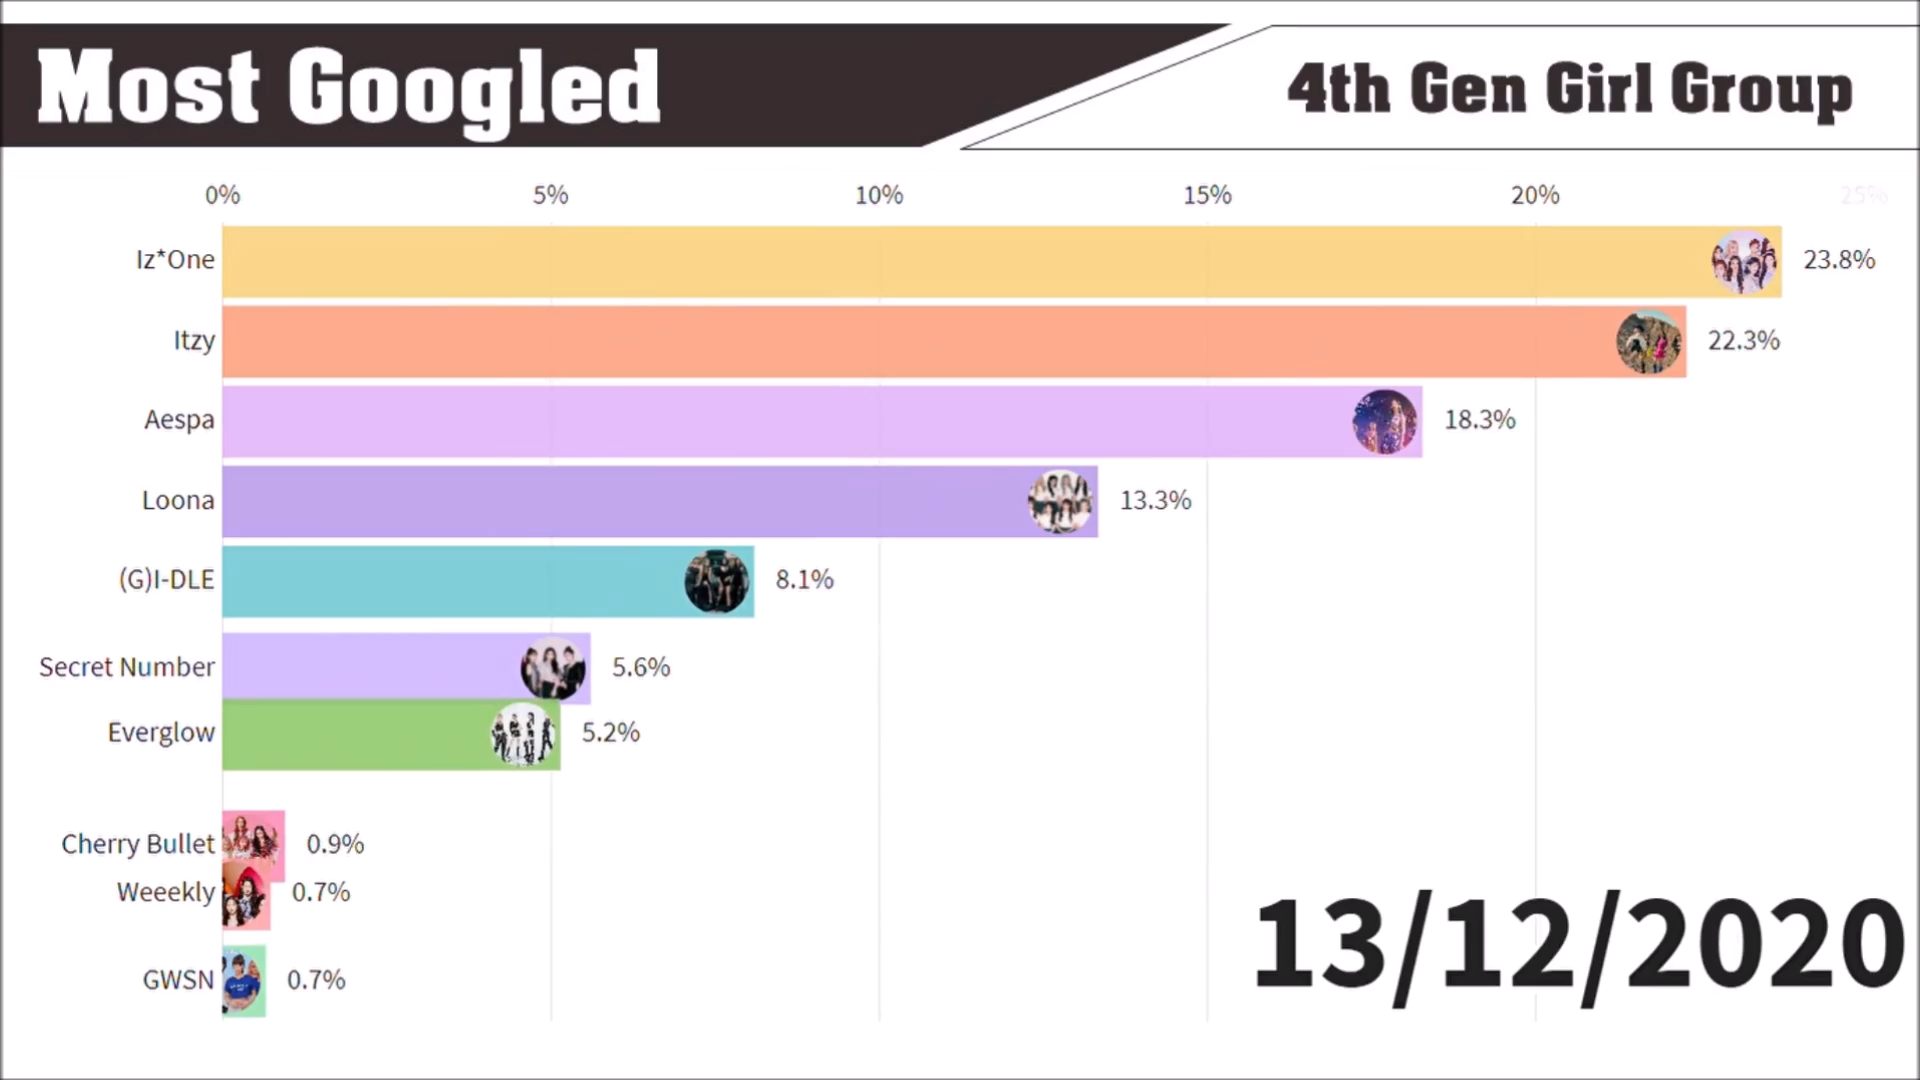 Most Googled
4th Gen Girl Group
0% 5% 10% 15% 20% 25%
Iz*One 23.8%
Itzy 22.3%
Aespa 18.3%
Loona 13.3%
(G)I-DLE 8.1%
Secret Number 5.6%
Everglow 5.2%
Cherry Bullet 0.9%
Weeekly 0.7%
GWSN 0.7%
13/12/2020